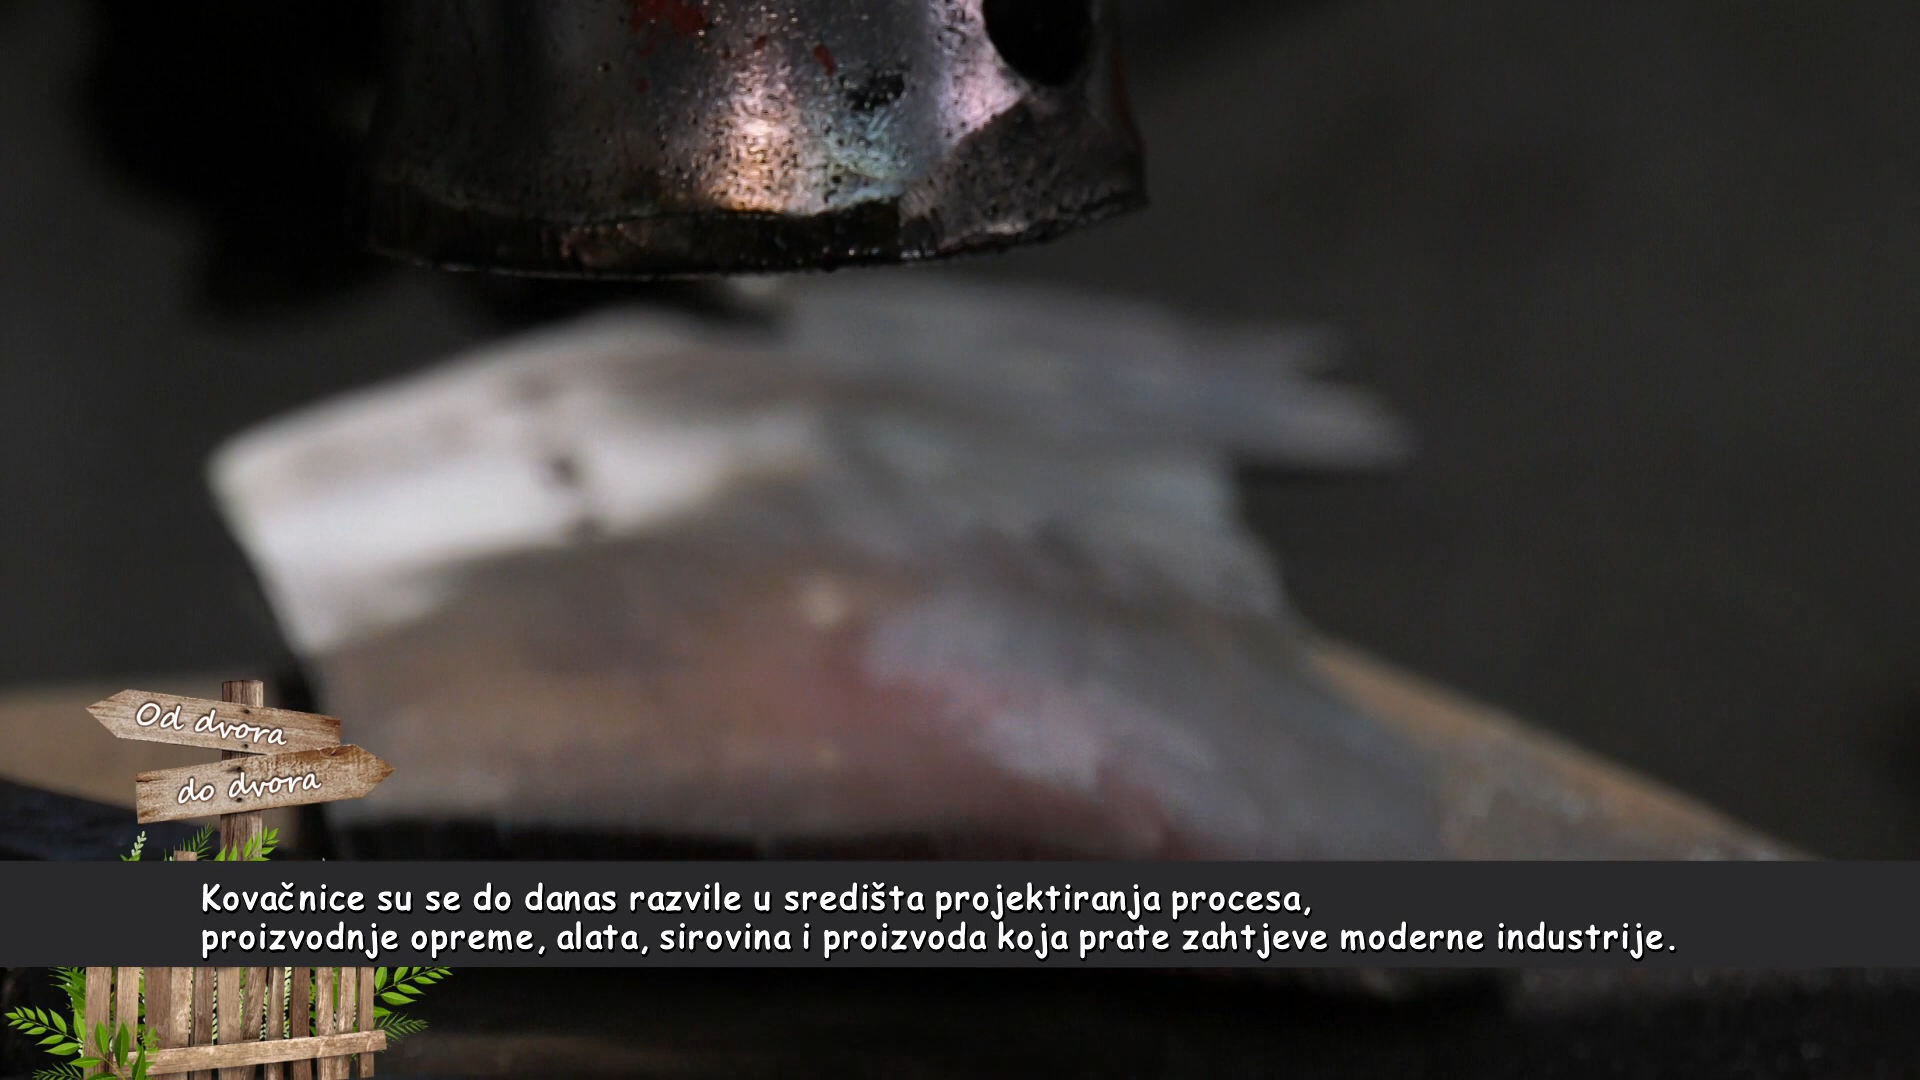 Od dvora
do dvora
Kovačnice su se do danas razvile u središta projektiranja procesa,
proizvodnje opreme, alata, sirovina i proizvoda koja prate zahtjeve moderne industrije.